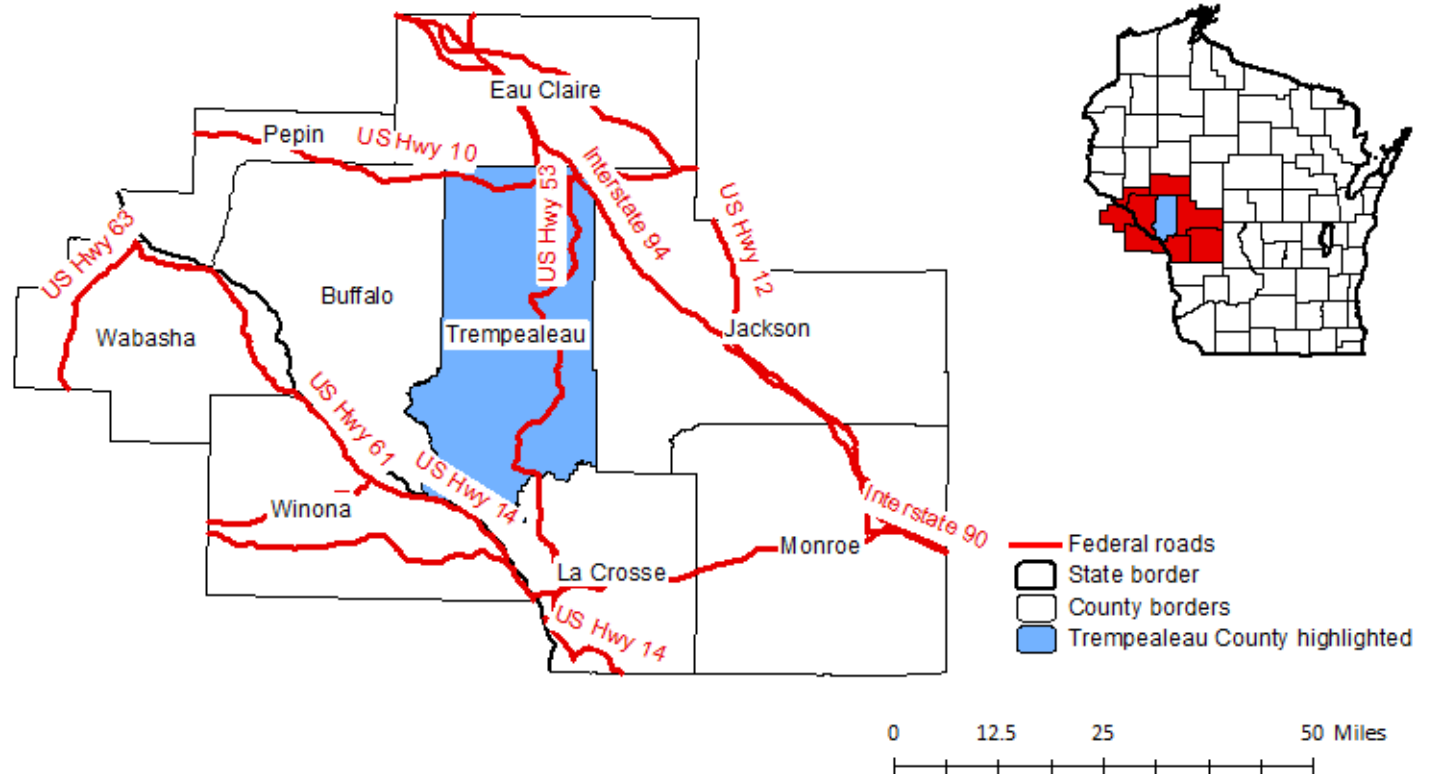 Eau Claire
Pepin
US Hwy 10
Interstate 94
US Hwy 53
US Hwy 12
US Hwy 63
Buffalo
Wabasha
Trempealeau
Jackson
US Hwy 61
US Hwy 14
Winona
Interstate 90
Monroe
La Crosse
US Hwy 14
Federal roads
State border
County borders
Trempealeau County highlighted
0 12.5 25 50 Miles